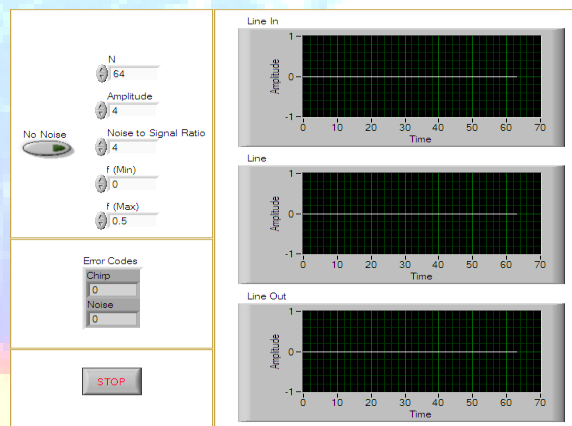 N
64
Amplitude
4
No Noise
Noise to Signal Ratio
4
f (Min)
0
f (Max)
0.5
Error Codes
Chirp
0
Noise
0
STOP
Line In
Amplitude
1
0
-1
0 10 20 30 40 50 60 70
Time
Line
Amplitude
1
0
-1
0 10 20 30 40 50 60 70
Time
Line Out
Amplitude
1
0
-1
0 10 20 30 40 50 60 70
Time